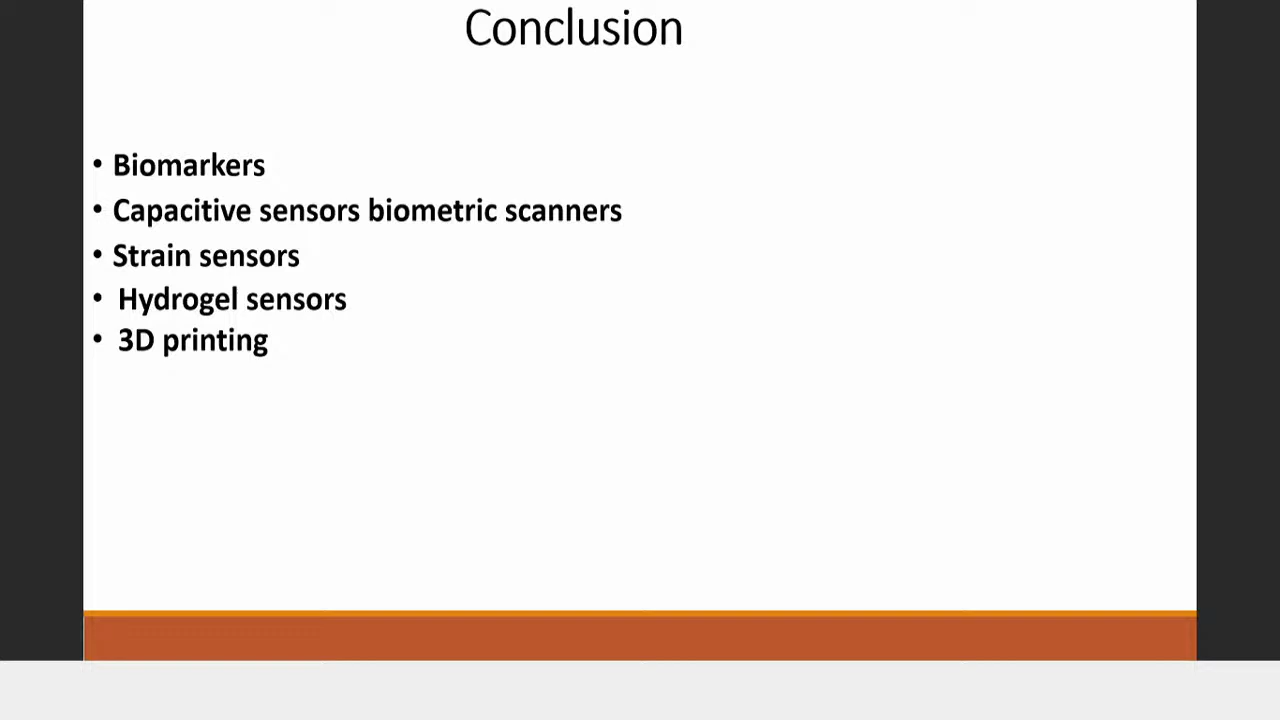 Conclusion
• Biomarkers
• Capacitive sensors biometric scanners
• Strain sensors
• Hydrogel sensors
• 3D printing